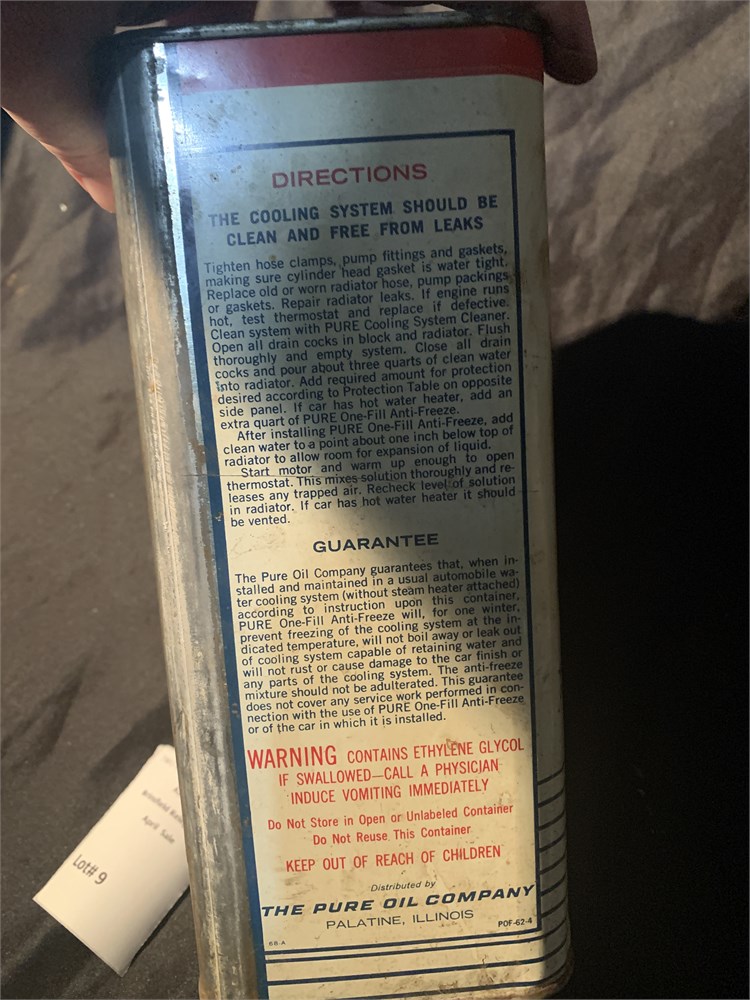 DIRECTIONS
THE COOLING SYSTEM SHOULD BE
CLEAN AND FREE FROM LEAKS
Tighten hose clamps, pump fittings and gaskets,
making sure cylinder head gasket is water tight.
Replace old or worn radiator hose, pump packings
or gaskets. Repair radiator leaks. If engine runs
hot, test thermostat and replace if defective.
Clean system with PURE Cooling System Cleaner.
Open all drain cocks in block and radiator. Flush
thoroughly and empty system. Close all drain
cocks and pour about three quarts of clean water
into radiator. Add required amount for protection
desired according to Protection Table on opposite
side panel. If car has hot water heater, add an
extra quart of PURE One-Fill Anti-Freeze.
After installing PURE One-Fill Anti-Freeze, add
clean water to a point about one inch below top of
radiator to allow room for expansion of liquid.
Start motor and warm up enough to open
thermostat. This mixes solution thoroughly and re-
leases any trapped air. Recheck level of solution
in radiator. If car has hot water heater it should
be vented.
GUARANTEE
The Pure Oil Company guarantees that, when in-
stalled and maintained in a usual automobile wa-
ter cooling system (without steam heater attached)
according to instruction upon this container,
PURE One-Fill Anti-Freeze will, for one winter,
prevent freezing of the cooling system at the in-
dicated temperature, will not boil away or leak out
of cooling system capable of retaining water and
will not rust or cause damage to the car finish or
any parts of the cooling system. The anti-freeze
mixture should not be adulterated. This guarantee
does not cover any service work performed in con-
nection with the use of PURE One-Fill Anti-Freeze
or of the car in which it is installed.
WARNING CONTAINS ETHYLENE GLYCOL
IF SWALLOWED—CALL A PHYSICIAN
INDUCE VOMITING IMMEDIATELY
Do Not Store in Open or Unlabeled Container
Do Not Reuse This Container
KEEP OUT OF REACH OF CHILDREN
Distributed by
THE PURE OIL COMPANY
PALATINE, ILLINOIS
POF-62-4
68-A
April Sale
Lot# 9